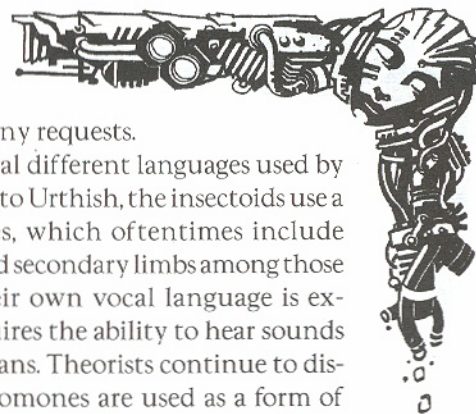 ny requests.
al different languages used by
to Urthish, the insectoids use a
s, which oftentimes include
d secondary limbs among those
eir own vocal language is ex-
ires the ability to hear sounds
ans. Theorists continue to dis-
omones are used as a form of